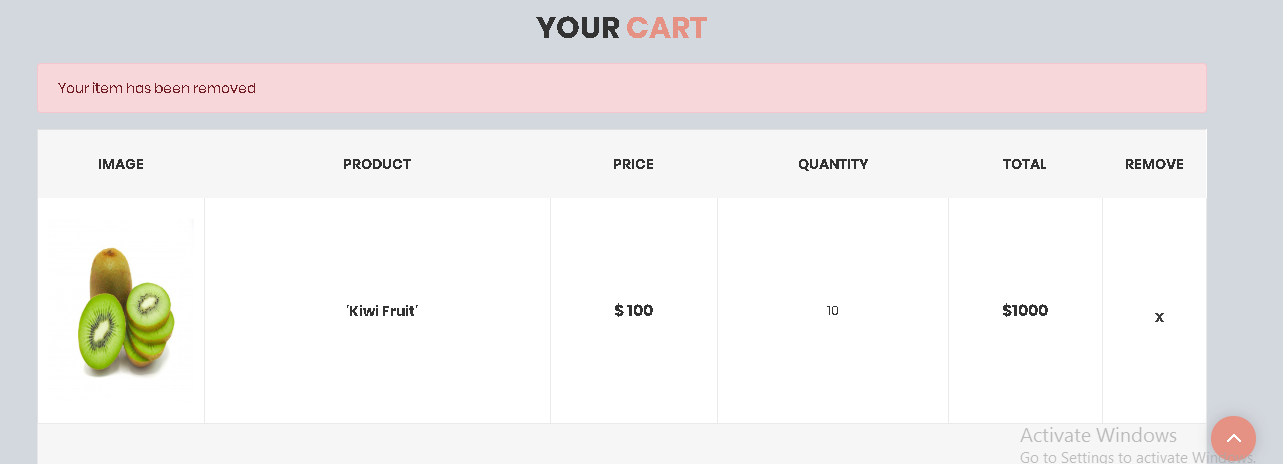 YOUR CART
Your item has been removed
IMAGE PRODUCT PRICE QUANTITY TOTAL REMOVE
'Kiwi Fruit' $ 100 10 $1000 x
Activate Windows
Go to Settings to activate Windows.